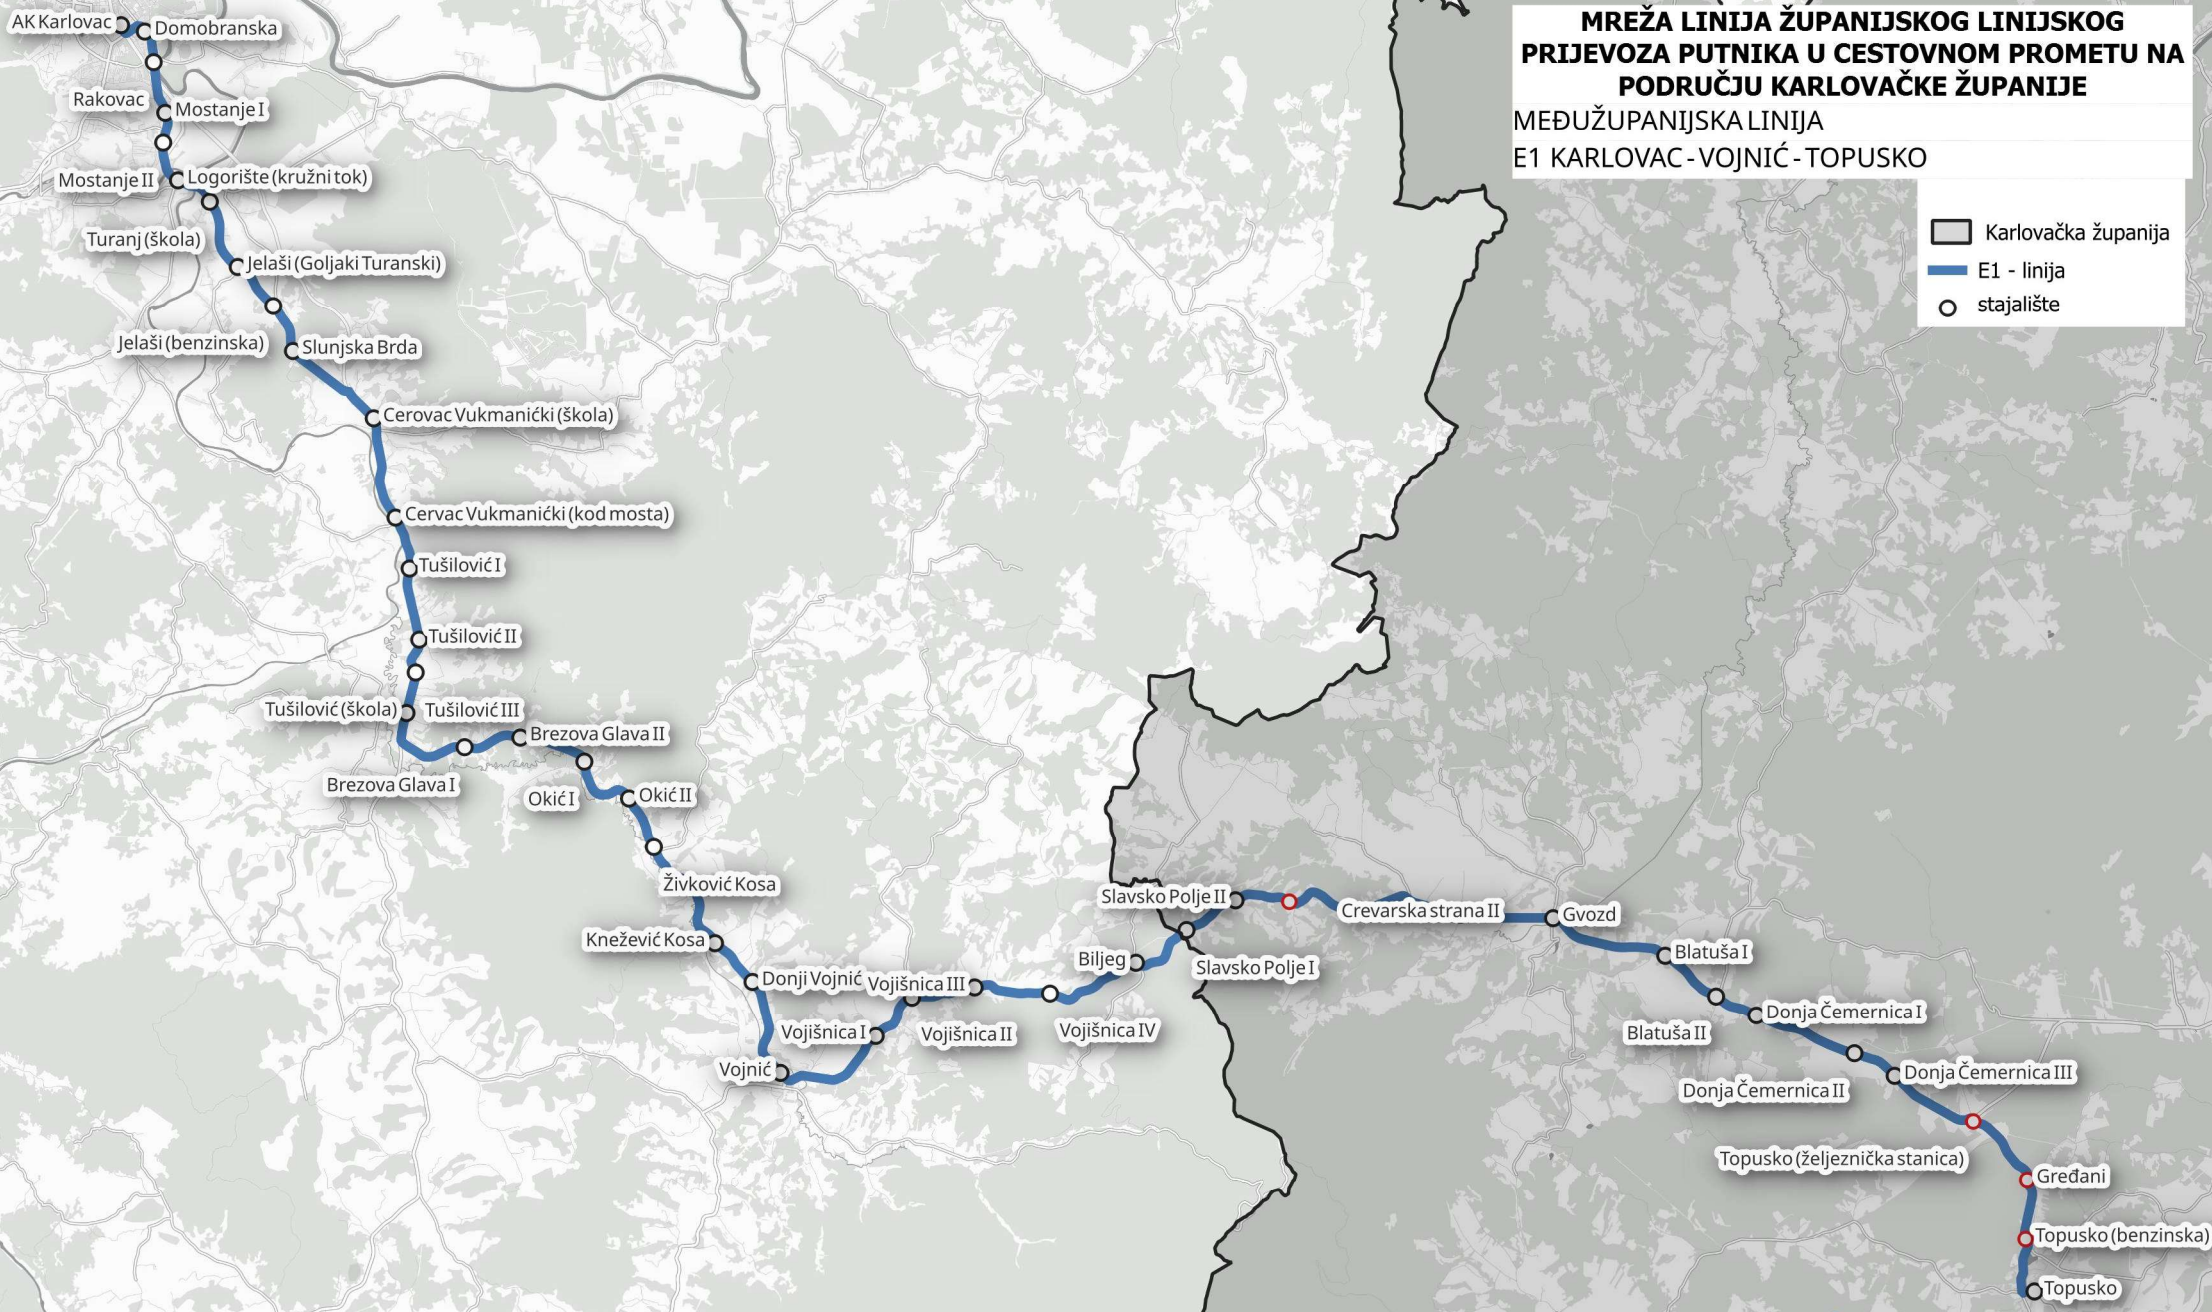 MREŽA LINIJA ŽUPANIJSKOG LINIJSKOG
PRIJEVOZA PUTNIKA U CESTOVNOM PROMETU NA
PODRUČJU KARLOVAČKE ŽUPANIJE
MEĐUŽUPANIJSKA LINIJA
E1 KARLOVAC - VOJNIĆ - TOPUSKO
Karlovačka županija
E1 - linija
stajalište
AK Karlovac
Domobranska
Rakovac
Mostanje I
Mostanje II
Logorište (kružni tok)
Turanj (škola)
Jelaši (Goljaki Turanski)
Jelaši (benzinska)
Slunjska Brda
Cerovac Vukmanićki (škola)
Cervac Vukmanićki (kod mosta)
Tušilović I
Tušilović II
Tušilović (škola)
Tušilović III
Brezova Glava II
Brezova Glava I
Okić I
Okić II
Živković Kosa
Knežević Kosa
Donji Vojnić
Vojišnica III
Vojišnica I
Vojišnica II
Vojišnica IV
Vojnić
Biljeg
Slavsko Polje II
Slavsko Polje I
Crevarska strana II
Gvozd
Blatuša I
Blatuša II
Donja Čemernica I
Donja Čemernica II
Donja Čemernica III
Topusko (željeznička stanica)
Gređani
Topusko (benzinska)
Topusko